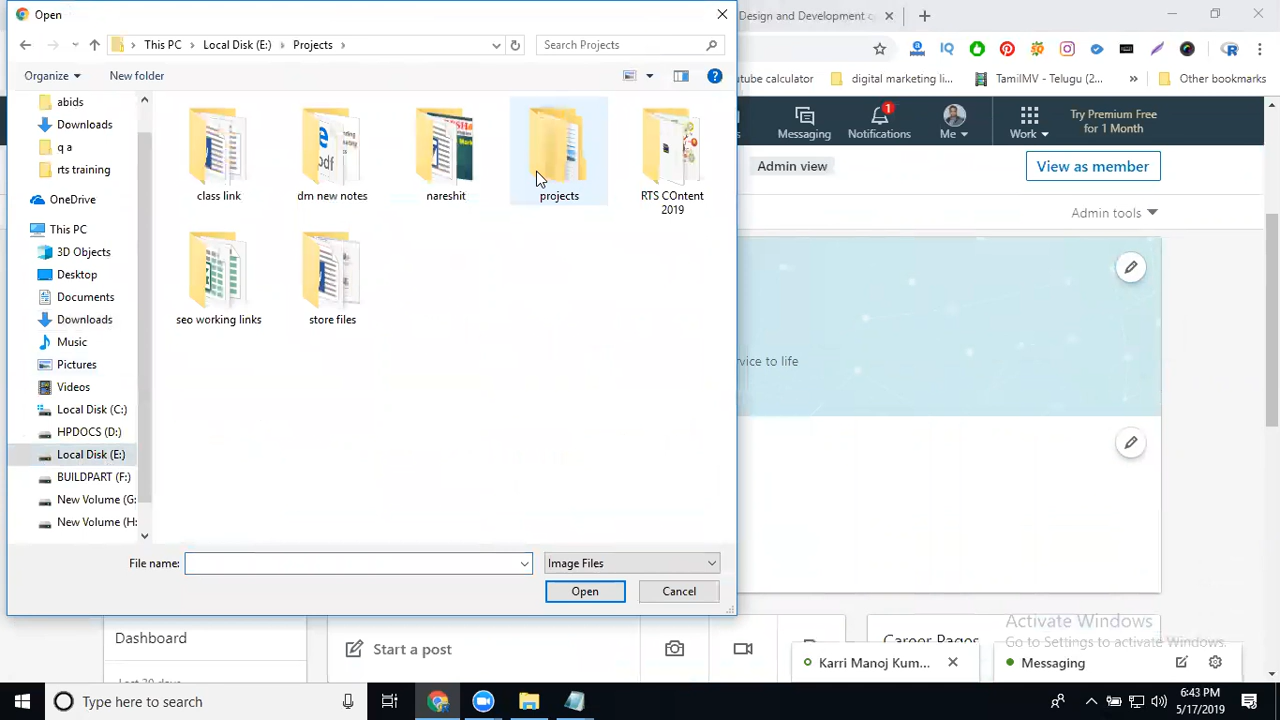 Open
Design and Development o
This PC > Local Disk (E:) > Projects >
Search Projects
Organize
New folder
outube calculator
digital marketing li...
TamilMV - Telugu (2...
Other bookmarks
abids
Downloads
q a
rts training
OneDrive
This PC
3D Objects
Desktop
Documents
Downloads
Music
Pictures
Videos
Local Disk (C:)
HPDOCS (D:)
Local Disk (E:)
BUILDPART (F:)
New Volume (G:
New Volume (H:
class link
dm new notes
nareshit
projects
RTS COntent
2019
seo working links
store files
File name:
Image Files
Open
Cancel
Messaging
1
Notifications
Me
Work
Try Premium Free
for 1 Month
Admin view
View as member
Admin tools
rvice to life
Dashboard
Last 30 days
Start a post
Career Pages
Activate Windows
Go to Settings to activate Windows.
Karri Manoj Kum...
Messaging
Type here to search
6:43 PM
5/17/2019